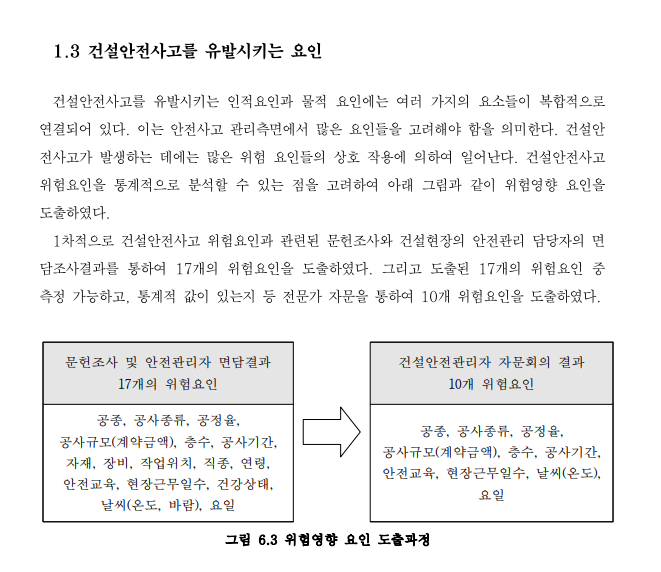 1.3 건설안전사고를 유발시키는 요인
건설안전사고를 유발시키는 인적요인과 물적 요인에는 여러 가지의 요소들이 복합적으로
연결되어 있다. 이는 안전사고 관리측면에서 많은 요인들을 고려해야 함을 의미한다. 건설안
전사고가 발생하는 데에는 많은 위험 요인들의 상호 작용에 의하여 일어난다. 건설안전사고
위험요인을 통계적으로 분석할 수 있는 점을 고려하여 아래 그림과 같이 위험영향 요인을
도출하였다.
1차적으로 건설안전사고 위험요인과 관련된 문헌조사와 건설현장의 안전관리 담당자의 면
담조사결과를 통하여 17개의 위험요인을 도출하였다. 그리고 도출된 17개의 위험요인 중
측정 가능하고, 통계적 값이 있는지 등 전문가 자문을 통하여 10개 위험요인을 도출하였다.
문헌조사 및 안전관리자 면담결과
17개의 위험요인
공종, 공사종류, 공정율,
공사규모(계약금액), 층수, 공사기간,
자재, 장비, 작업위치, 직종, 연령,
안전교육, 현장근무일수, 건강상태,
날씨(온도, 바람), 요일
건설안전관리자 자문회의 결과
10개 위험요인
공종, 공사종류, 공정율,
공사규모(계약금액), 층수, 공사기간,
안전교육, 현장근무일수, 날씨(온도),
요일
그림 6.3 위험영향 요인 도출과정